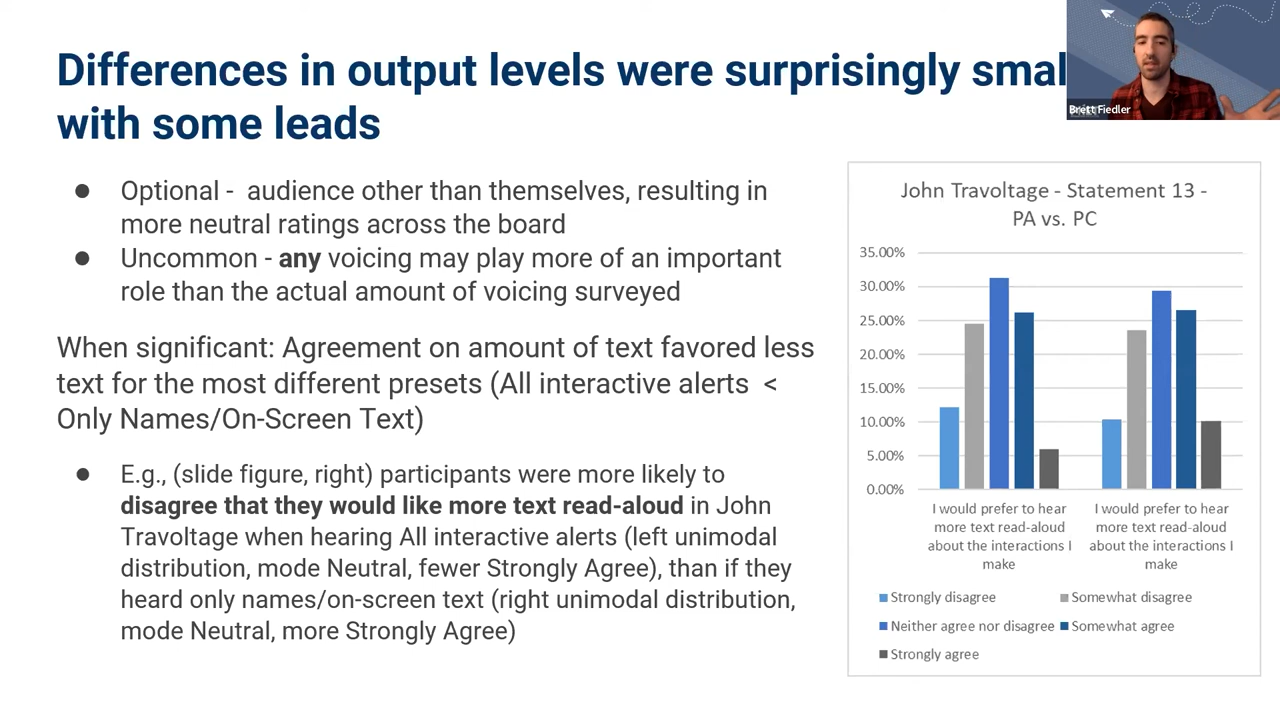 Differences in output levels were surprisingly smal
with some leads
Brett Fiedler
● Optional - audience other than themselves, resulting in
more neutral ratings across the board
● Uncommon - any voicing may play more of an important
role than the actual amount of voicing surveyed
When significant: Agreement on amount of text favored less
text for the most different presets (All interactive alerts <
Only Names/On-Screen Text)
● E.g., (slide figure, right) participants were more likely to
disagree that they would like more text read-aloud in John
Travoltage when hearing All interactive alerts (left unimodal
distribution, mode Neutral, fewer Strongly Agree), than if they
heard only names/on-screen text (right unimodal distribution,
mode Neutral, more Strongly Agree)
John Travoltage - Statement 13 -
PA vs. PC
35.00%
30.00%
25.00%
20.00%
15.00%
10.00%
5.00%
0.00%
I would prefer to hear
more text read-aloud
about the interactions I
make
I would prefer to hear
more text read-aloud
about the interactions I
make
Strongly disagree
Somewhat disagree
Neither agree nor disagree
Somewhat agree
Strongly agree